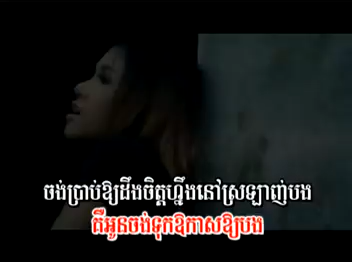 ចង់ប្រាប់ឱ្យដឹងចិត្តហ្នឹងនៅស្រឡាញ់បង
គឺអូនចង់ទុកឱកាសឱ្យបង